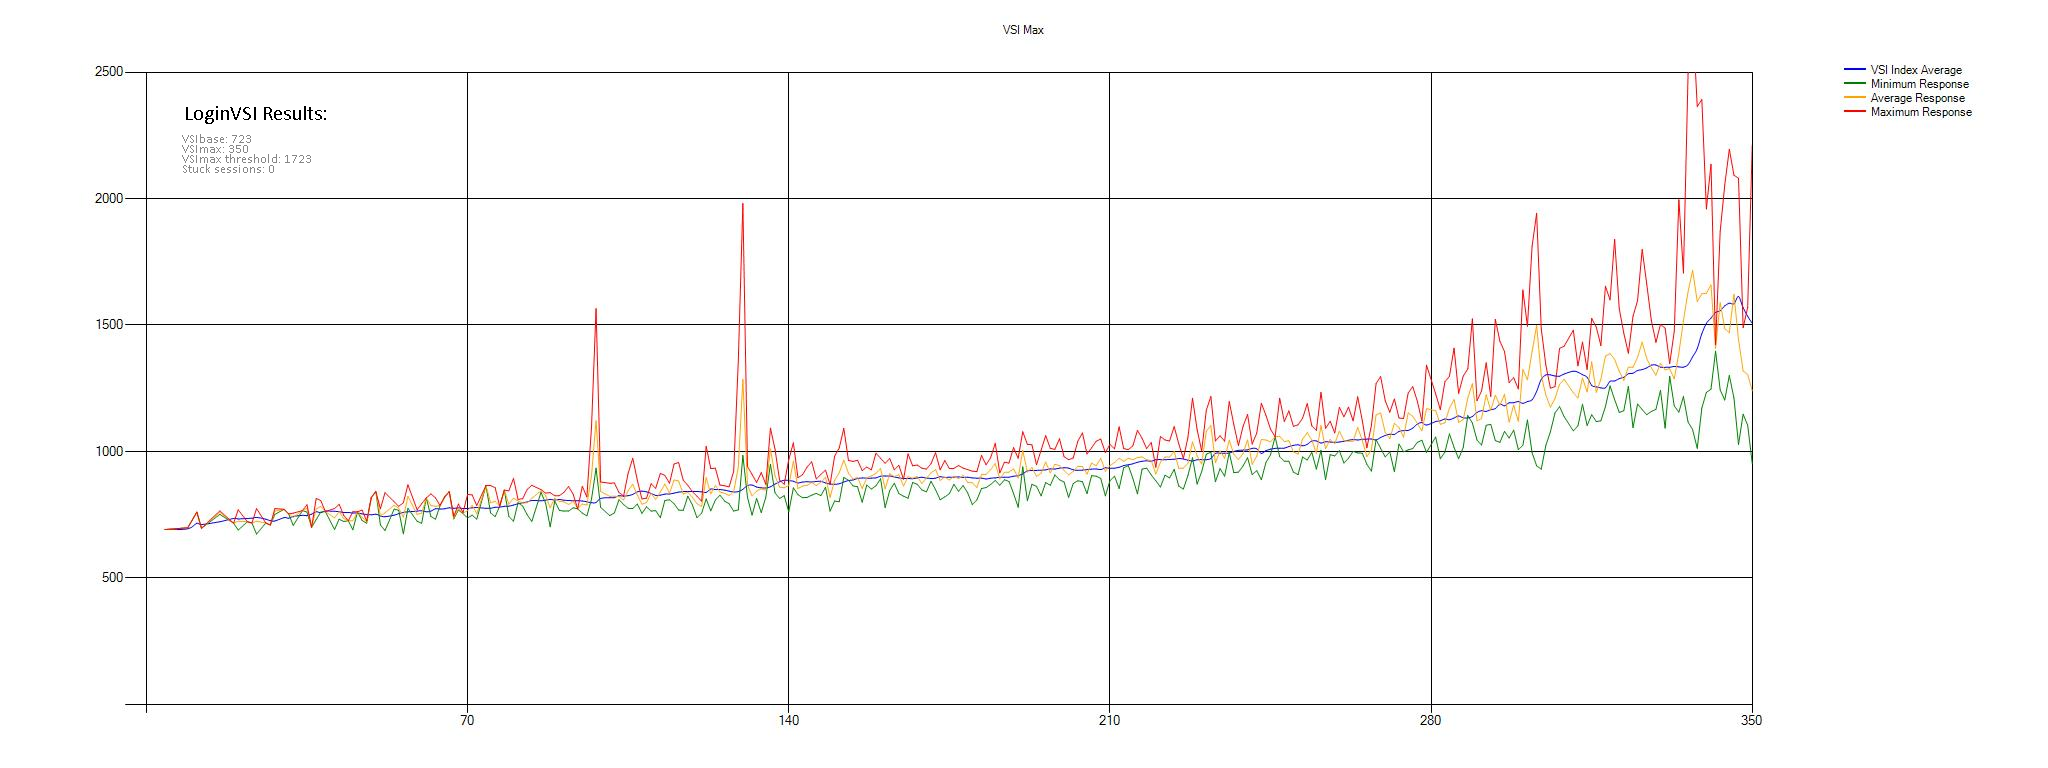 VSI Max
2500
2000
1500
1000
500
70
140
210
280
350
LoginVSI Results:
VSIbase: 723
VSImax: 350
VSImax threshold: 1723
Stuck sessions: 0
VSI Index Average
Minimum Response
Average Response
Maximum Response